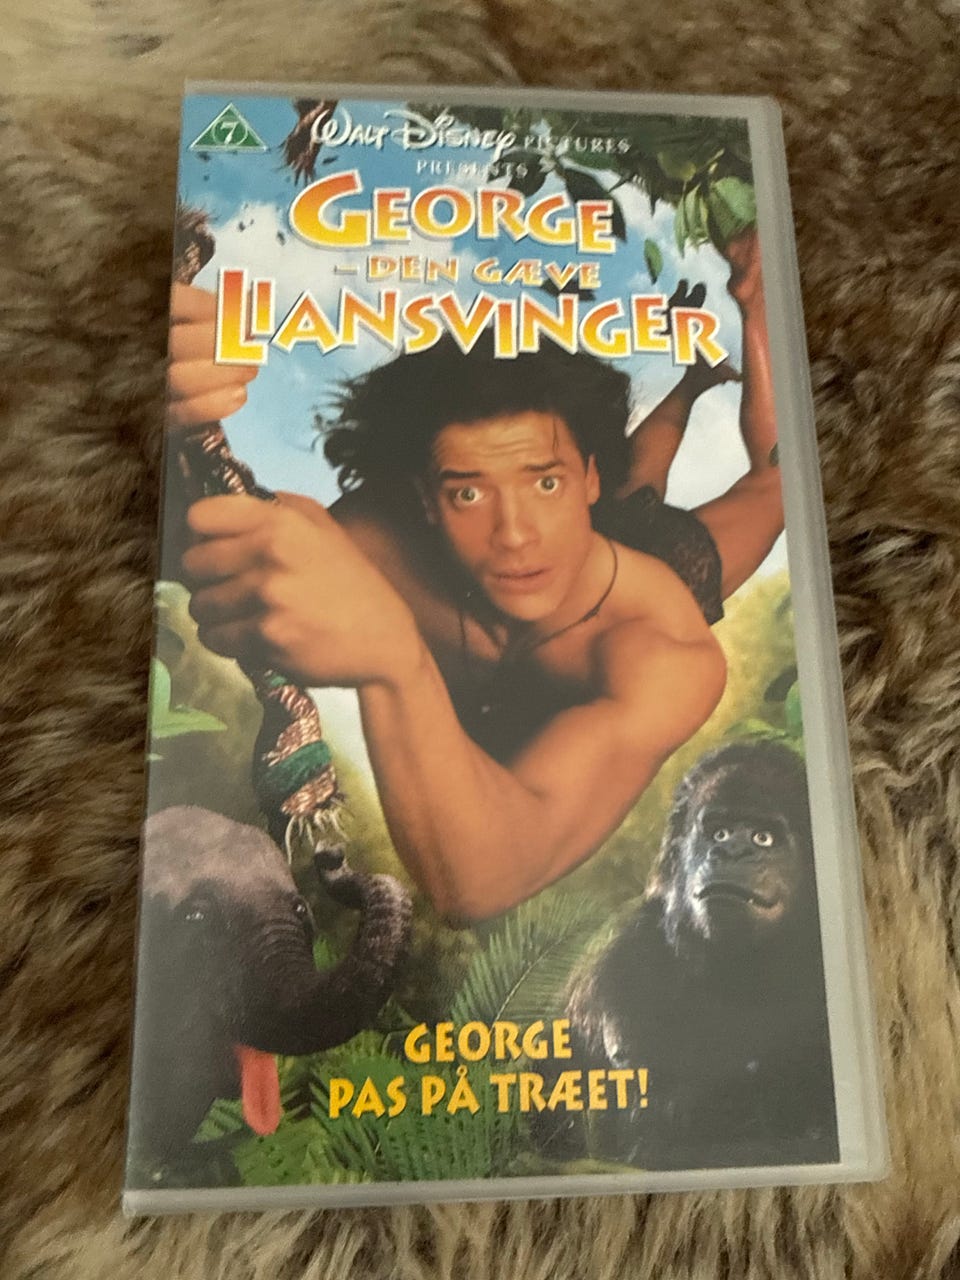 7
WALT DISNEY PICTURES
PRESENTS
GEORGE
– DEN GÆVE
LIANSVINGER
GEORGE
PAS PÅ TRÆET!